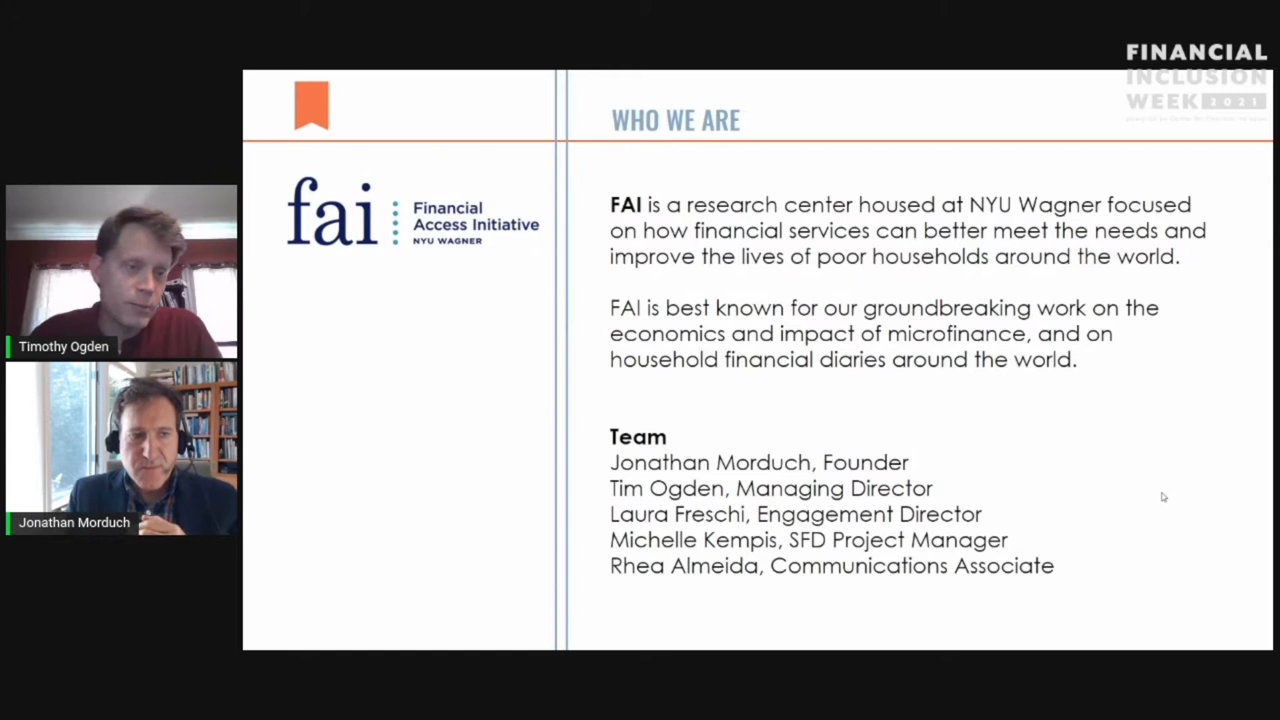 FINANCIAL
INCLUSION
WEEK 2021
WHO WE ARE
fai
Financial
Access Initiative
NYU WAGNER
FAI is a research center housed at NYU Wagner focused
on how financial services can better meet the needs and
improve the lives of poor households around the world.
FAI is best known for our groundbreaking work on the
economics and impact of microfinance, and on
household financial diaries around the world.
Team
Jonathan Morduch, Founder
Tim Ogden, Managing Director
Laura Freschi, Engagement Director
Michelle Kempis, SFD Project Manager
Rhea Almeida, Communications Associate
Timothy Ogden
Jonathan Morduch